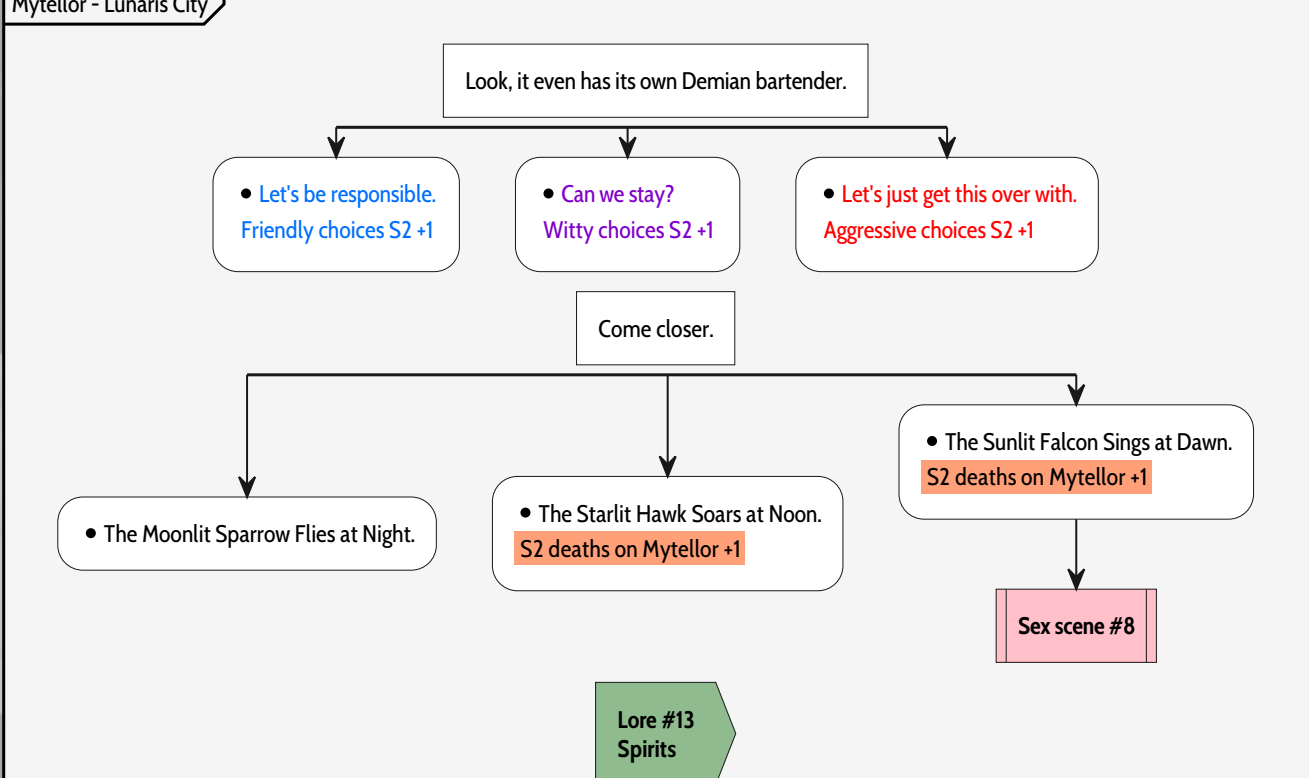 Mytellor - Lunaris City
Look, it even has its own Demian bartender.
• Let's be responsible.
Friendly choices S2 +1
• Can we stay?
Witty choices S2 +1
• Let's just get this over with.
Aggressive choices S2 +1
Come closer.
• The Moonlit Sparrow Flies at Night.
• The Starlit Hawk Soars at Noon.
S2 deaths on Mytellor +1
• The Sunlit Falcon Sings at Dawn.
S2 deaths on Mytellor +1
Sex scene #8
Lore #13
Spirits